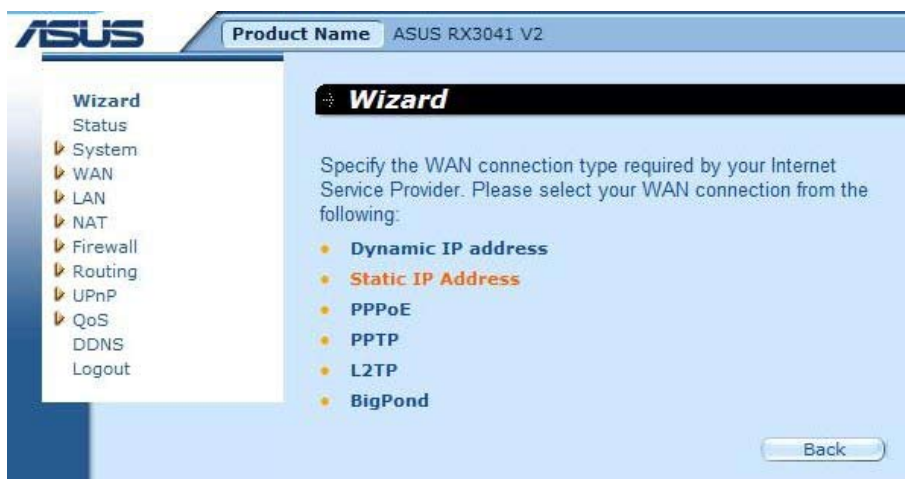 ASUS
Product Name ASUS RX3041 V2
Wizard
Status
System
WAN
LAN
NAT
Firewall
Routing
UPnP
QoS
DDNS
Logout
Wizard
Specify the WAN connection type required by your Internet
Service Provider. Please select your WAN connection from the
following:
Dynamic IP address
Static IP Address
PPPoE
PPTP
L2TP
BigPond
Back